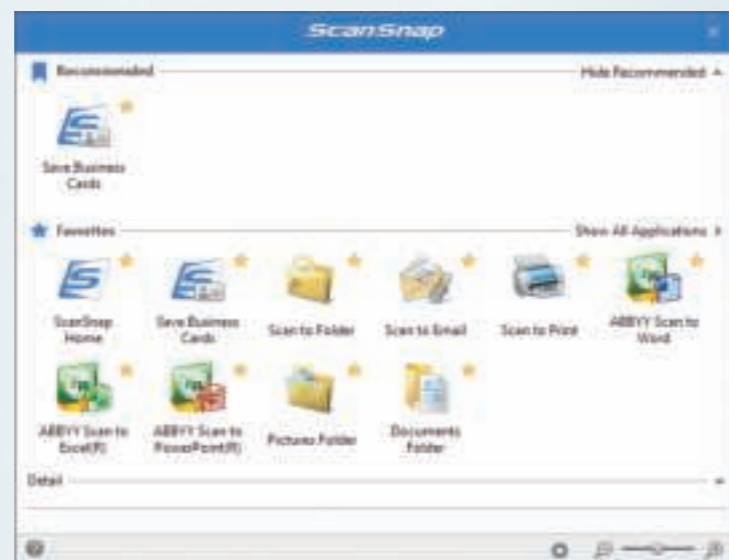 ScanSnap
Recommended
Hide Recommended
Save Business
Cards
Favorites
Show All Applications
ScanSnap
Home
Save Business
Cards
Scan to Folder
Scan to Email
Scan to Print
ABBYY Scan to
Word
ABBYY Scan to
Excel(R)
ABBYY Scan to
PowerPoint(R)
Pictures Folder
Documents
Folder
Detail